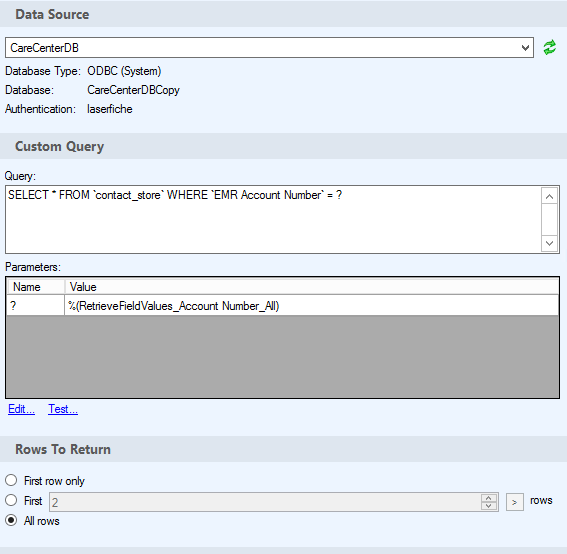 Data Source
CareCenterDB
Database Type: ODBC (System)
Database: CareCenterDBCopy
Authentication: laserfiche
Custom Query
Query:
SELECT * FROM `contact_store` WHERE `EMR Account Number` = ?
Parameters:
Name Value
? %(RetrieveFieldValues_Account Number_All)
Edit... Test...
Rows To Return
First row only
First 2 > rows
All rows